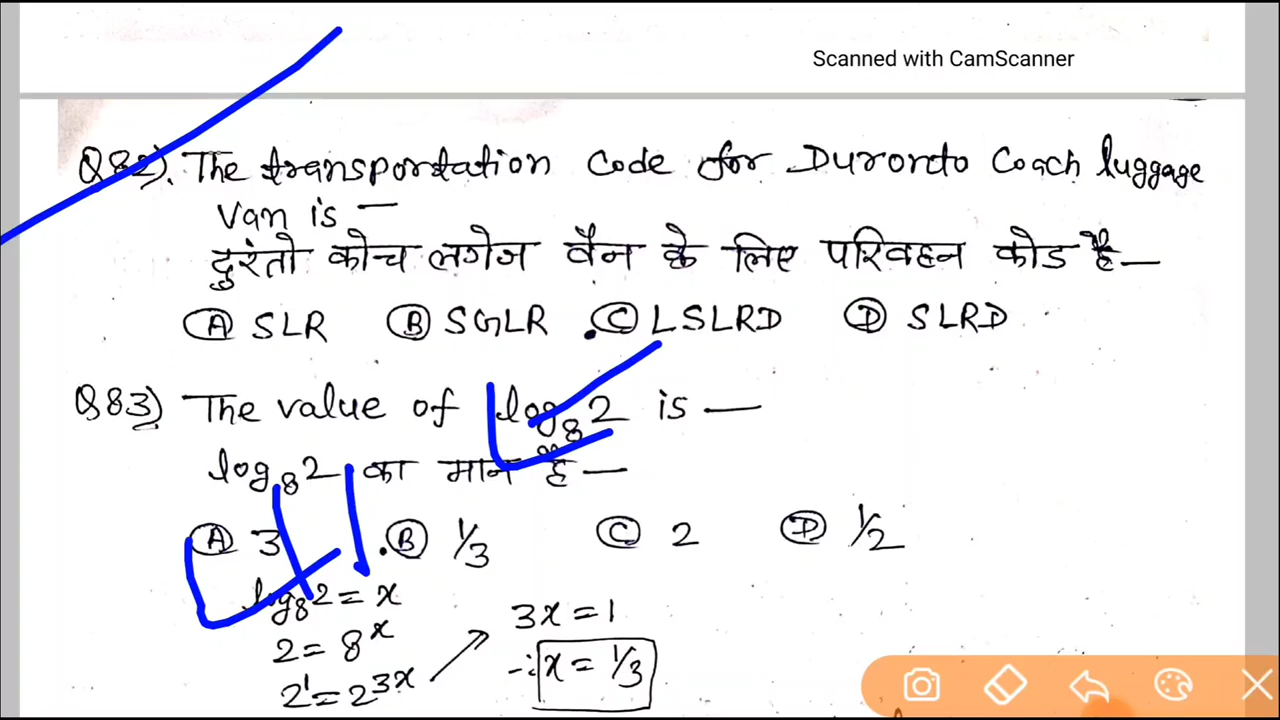 Scanned with CamScanner
Q82). The transportation Code for Duronto Coach luggage
Van is —
दुरंतो कोच लगेज वैन के लिए परिवहन कोड है—
Ⓐ SLR Ⓑ SGLR .Ⓒ LSLRD Ⓓ SLRD
Q83) The value of log₈2 is —
log₈2 का मान है—
Ⓐ 3 .Ⓑ 1/3 Ⓒ 2 Ⓓ 1/2
log₈2 = x
2 = 8ˣ
2¹ = 2³ˣ
3x = 1
∴ x = 1/3